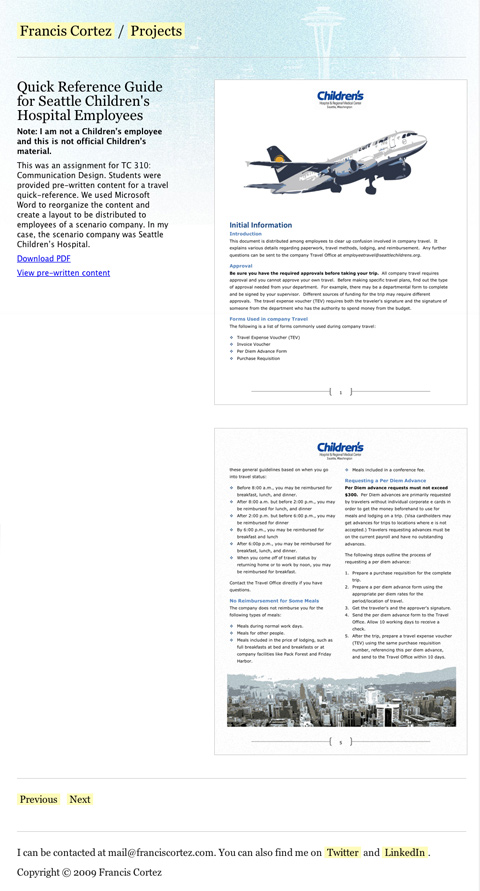 Francis Cortez / Projects
Quick Reference Guide
for Seattle Children's
Hospital Employees
Note: I am not a Children's employee
and this is not official Children's
material.
This was an assignment for TC 310:
Communication Design. Students were
provided pre-written content for a travel
quick-reference. We used Microsoft
Word to reorganize the content and
create a layout to be distributed to
employees of a scenario company. In my
case, the scenario company was Seattle
Children's Hospital.
Download PDF
View pre-written content
Children's
Hospital & Regional Medical Center
Seattle, Washington
Initial Information
Introduction
This document is distributed among employees to clear up confusion involved in company travel. It
explains various details regarding paperwork, travel methods, lodging, and reimbursement. Any further
questions can be sent to the company Travel Office at employeetravel@seattlechildrens.org.
Approval
Be sure you have the required approvals before taking your trip. All company travel requires
approval and you cannot approve your own travel. Before making specific travel plans, find out the type
of approval needed from your department. For example, there may be a departmental form to complete
and be signed by your supervisor. Different sources of funding for the trip may require different
approvals. The travel expense voucher (TEV) requires both the traveler's signature and the signature of
someone from the department who has the authority to spend money from the budget.
Forms Used in company Travel
The following is a list of forms commonly used during company travel:
Travel Expense Voucher (TEV)
Invoice Voucher
Per Diem Advance Form
Purchase Requisition
1
Children's
Hospital & Regional Medical Center
Seattle, Washington
these general guidelines based on when you go
into travel status:
Before 8:00 a.m., you may be reimbursed for
breakfast, lunch, and dinner.
After 8:00 a.m. but before 2:00 p.m., you may
be reimbursed for lunch, and dinner
After 2:00 p.m. but before 6:00 p.m., you may
be reimbursed for dinner
By 6:00 p.m., you may be reimbursed for
breakfast and lunch
After 6:00p p.m., you may be reimbursed for
breakfast, lunch, and dinner.
When you come off of travel status by
returning home or to work by noon, you may
be reimbursed for breakfast.
Contact the Travel Office directly if you have
questions.
No Reimbursement for Some Meals
The company does not reimburse you for the
following types of meals:
Meals during normal work days.
Meals for other people.
Meals included in the price of lodging, such as
full breakfasts at bed and breakfasts or at
company facilities like Pack Forest and Friday
Harbor.
Meals included in a conference fee.
Requesting a Per Diem Advance
Per Diem advance requests must not exceed
$300. Per Diem advances are primarily requested
by travelers without individual corporate e cards in
order to get the money beforehand to use for
meals and lodging on a trip. (Visa cardholders may
get advances for trips to locations where e is not
accepted.) Travelers requesting advances must be
on the current payroll and have no outstanding
advances.
The following steps outline the process of
requesting a per diem advance:
1. Prepare a purchase requisition for the complete
trip.
2. Prepare a per diem advance form using the
appropriate per diem rates for the
period/location of travel.
3. Get the traveler's and the approver's signature.
4. Send the per diem advance form to the Travel
Office. Allow 10 working days to receive a
check.
5. After the trip, prepare a travel expense voucher
(TEV) using the same purchase requisition
number, referencing this per diem advance,
and send to the Travel Office within 10 days.
5
Previous Next
I can be contacted at mail@franciscortez.com. You can also find me on Twitter and LinkedIn .
Copyright © 2009 Francis Cortez